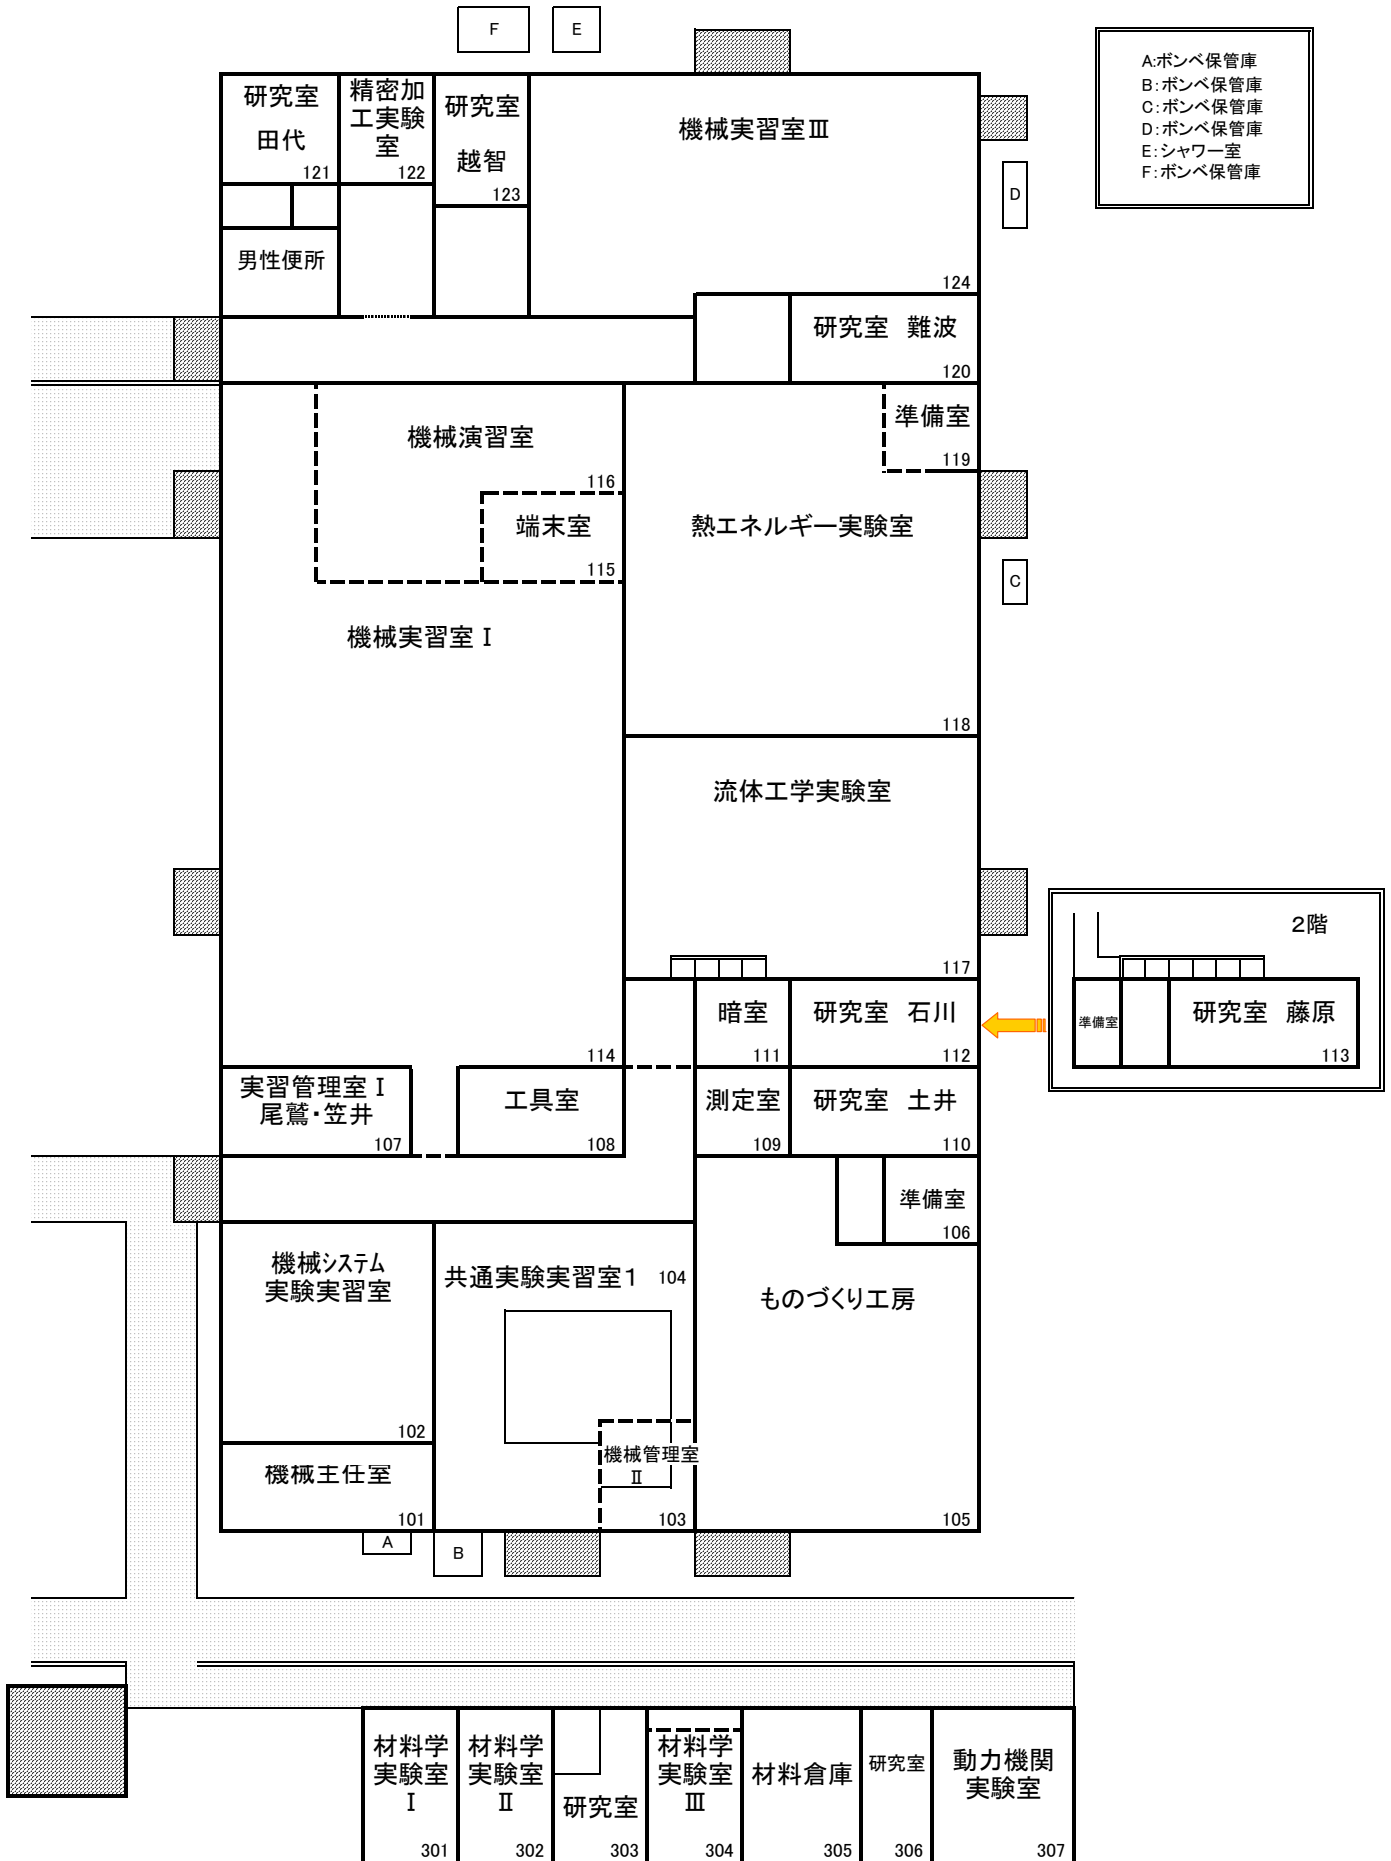 F
E
A:ボンベ保管庫
B:ボンベ保管庫
C:ボンベ保管庫
D:ボンベ保管庫
E:シャワー室
F:ボンベ保管庫
研究室
田代
121
精密加
工実験
室
122
研究室
越智
123
機械実習室Ⅲ
124
D
男性便所
研究室 難波
120
機械演習室
116
端末室
115
準備室
119
熱エネルギー実験室
118
C
機械実習室Ⅰ
114
流体工学実験室
117
2階
準備室
研究室 藤原
113
暗室
111
研究室 石川
112
実習管理室Ⅰ
尾鷲・笠井
107
工具室
108
測定室
109
研究室 土井
110
準備室
106
機械システム
実験実習室
102
共通実験実習室1
104
ものづくり工房
105
機械管理室
Ⅱ
103
機械主任室
101
A
B
材料学
実験室
Ⅰ
301
材料学
実験室
Ⅱ
302
研究室
303
材料学
実験室
Ⅲ
304
材料倉庫
305
研究室
306
動力機関
実験室
307